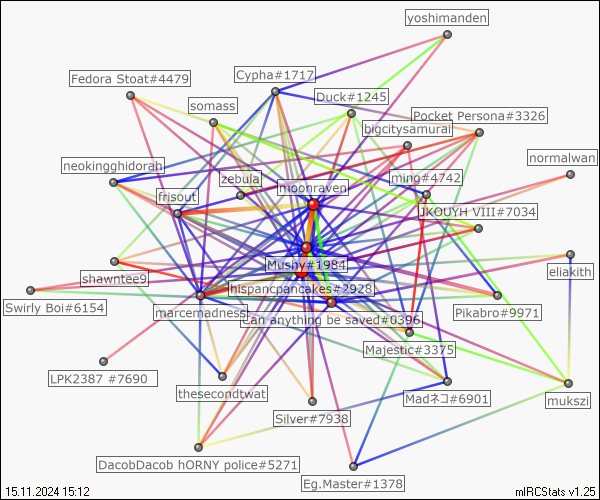 yoshimanden
Fedora Stoat#4479
Cypha#1717
Duck#1245
somass
Pocket Persona#3326
bigcitysamurai
neokingghidorah
normalwan
zebula
ming#4742
moonraven
frisout
JKOUYH VIII#7034
Mushy#1984
shawntee9
eliakith
hispancpancakes#2928
Swirly Boi#6154
marcemadness
Can anything be saved#0396
Pikabro#9971
Majestic#3375
LPK2387 #7690
thesecondtwat
Madネコ#6901
mukszi
Silver#7938
DacobDacob hORNY police#5271
Eg.Master#1378
15.11.2024 15:12
mIRCStats v1.25